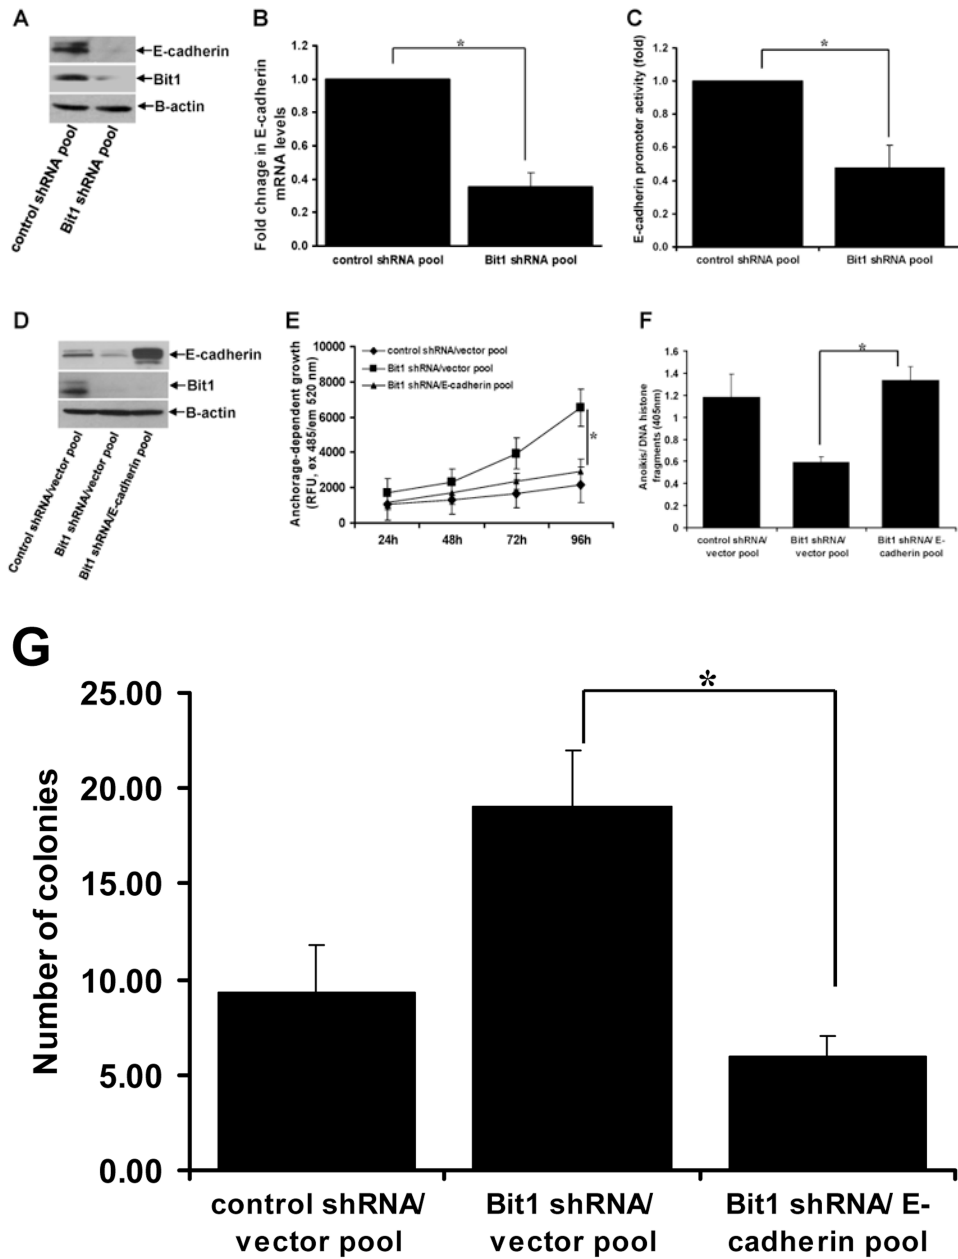 A
E-cadherin
Bit1
B-actin
control shRNA pool
Bit1 shRNA pool
B
Fold chnage in E-cadherin
mRNA levels
1.2
1.0
0.8
0.6
0.4
0.2
0.0
*
control shRNA pool
Bit1 shRNA pool
C
E-cadherin promoter activity (fold)
1.2
1.0
0.8
0.6
0.4
0.2
0.0
*
control shRNA pool
Bit1 shRNA pool
D
E-cadherin
Bit1
B-actin
Control shRNA/vector pool
Bit1 shRNA/vector pool
Bit1 shRNA/E-cadherin pool
E
Anchorage-dependent growth
(RFU, ex 485/em 520 nm)
10000
8000
6000
4000
2000
0
control shRNA/vector pool
Bit1 shRNA/vector pool
Bit1 shRNA/E-cadherin pool
*
24h
48h
72h
96h
F
Anoikis/ DNA histone
fragments (405nm)
1.6
1.4
1.2
1
0.8
0.6
0.4
0.2
0
*
control shRNA/
vector pool
Bit1 shRNA/
vector pool
Bit1 shRNA/ E-
cadherin pool
G
Number of colonies
25.00
20.00
15.00
10.00
5.00
0.00
*
control shRNA/
vector pool
Bit1 shRNA/
vector pool
Bit1 shRNA/ E-
cadherin pool